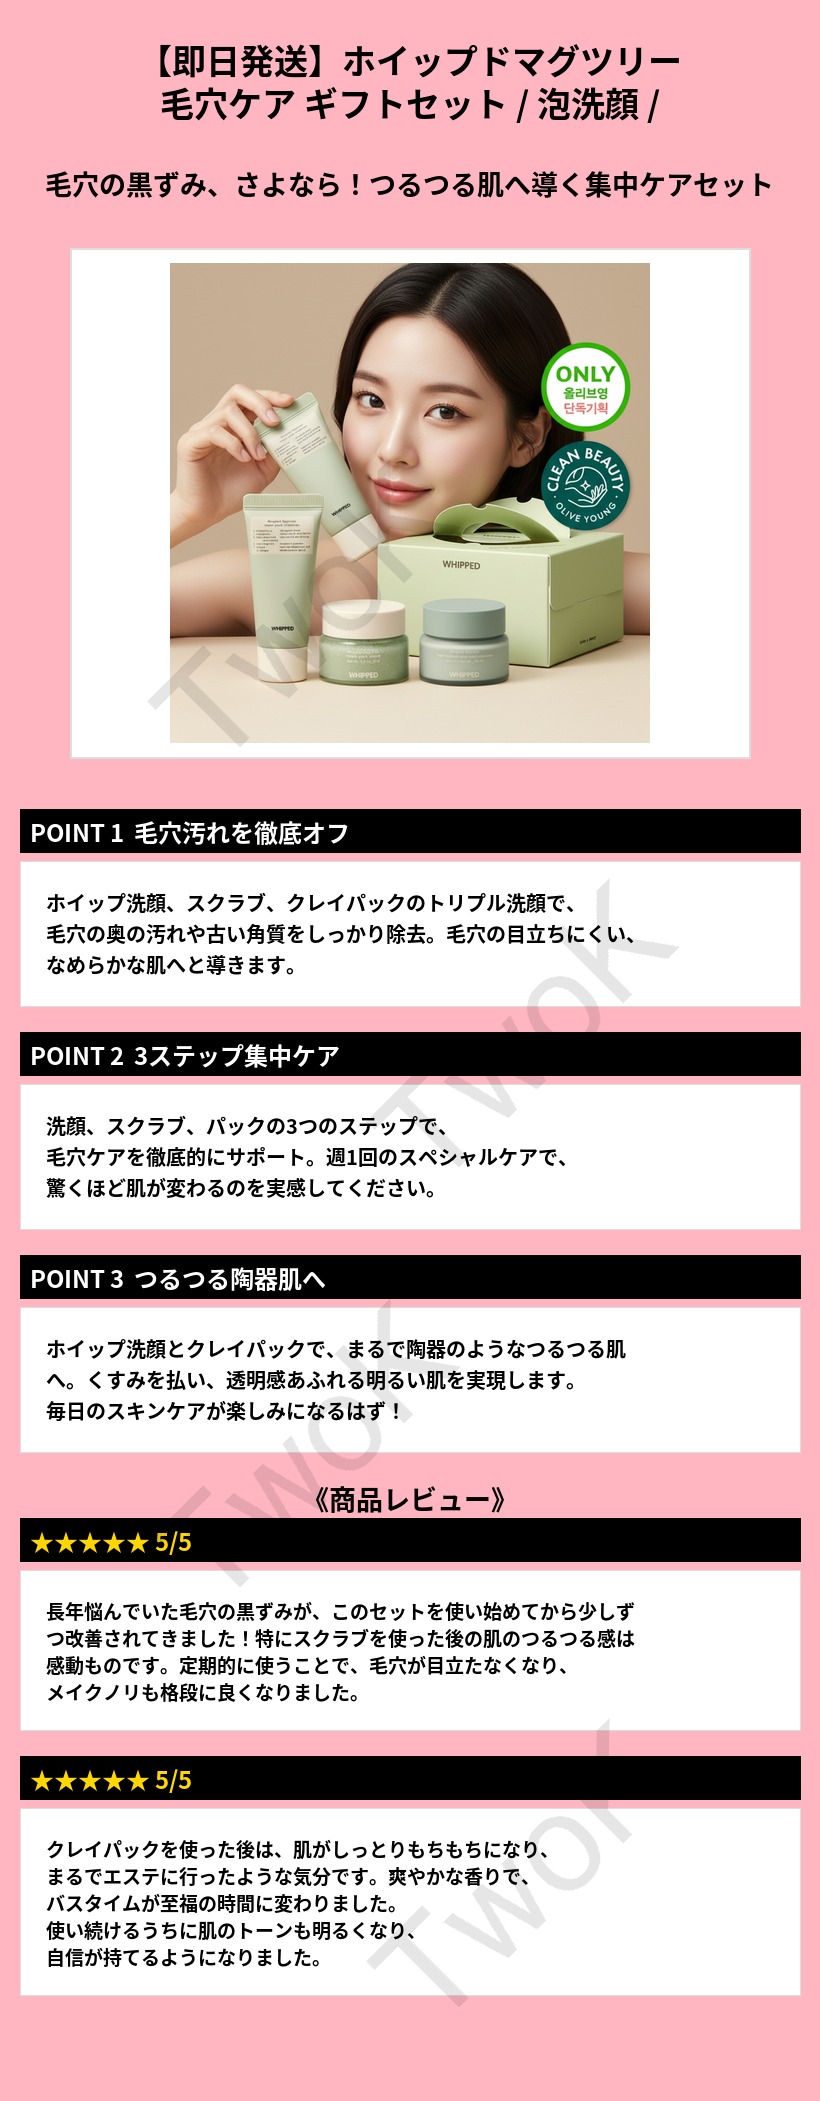 【即日発送】ホイップドマグツリー
毛穴ケア ギフトセット / 泡洗顔 /
毛穴の黒ずみ、さよなら！つるつる肌へ導く集中ケアセット
ONLY
올리브영
단독기획
CLEAN BEAUTY
OLIVE YOUNG
WHIPPED
WHIPPED
WHIPPED
WHIPPED
WHIPPED
TwoK
POINT 1 毛穴汚れを徹底オフ
ホイップ洗顔、スクラブ、クレイパックのトリプル洗顔で、
毛穴の奥の汚れや古い角質をしっかり除去。毛穴の目立ちにくい、
なめらかな肌へと導きます。
TwoK
POINT 2 3ステップ集中ケア
洗顔、スクラブ、パックの3つのステップで、
毛穴ケアを徹底的にサポート。週1回のスペシャルケアで、
驚くほど肌が変わるのを実感してください。
POINT 3 つるつる陶器肌へ
ホイップ洗顔とクレイパックで、まるで陶器のようなつるつる肌
へ。くすみを払い、透明感あふれる明るい肌を実現します。
毎日のスキンケアが楽しみになるはず！
TwoK
《商品レビュー》
★★★★★ 5/5
長年悩んでいた毛穴の黒ずみが、このセットを使い始めてから少しず
つ改善されてきました！特にスクラブを使った後の肌のつるつる感は
感動ものです。定期的に使うことで、毛穴が目立たなくなり、
メイクノリも格段に良くなりました。
★★★★★ 5/5
クレイパックを使った後は、肌がしっとりもちもちになり、
まるでエステに行ったような気分です。爽やかな香りで、
バスタイムが至福の時間に変わりました。
使い続けるうちに肌のトーンも明るくなり、
自信が持てるようになりました。
TwoK